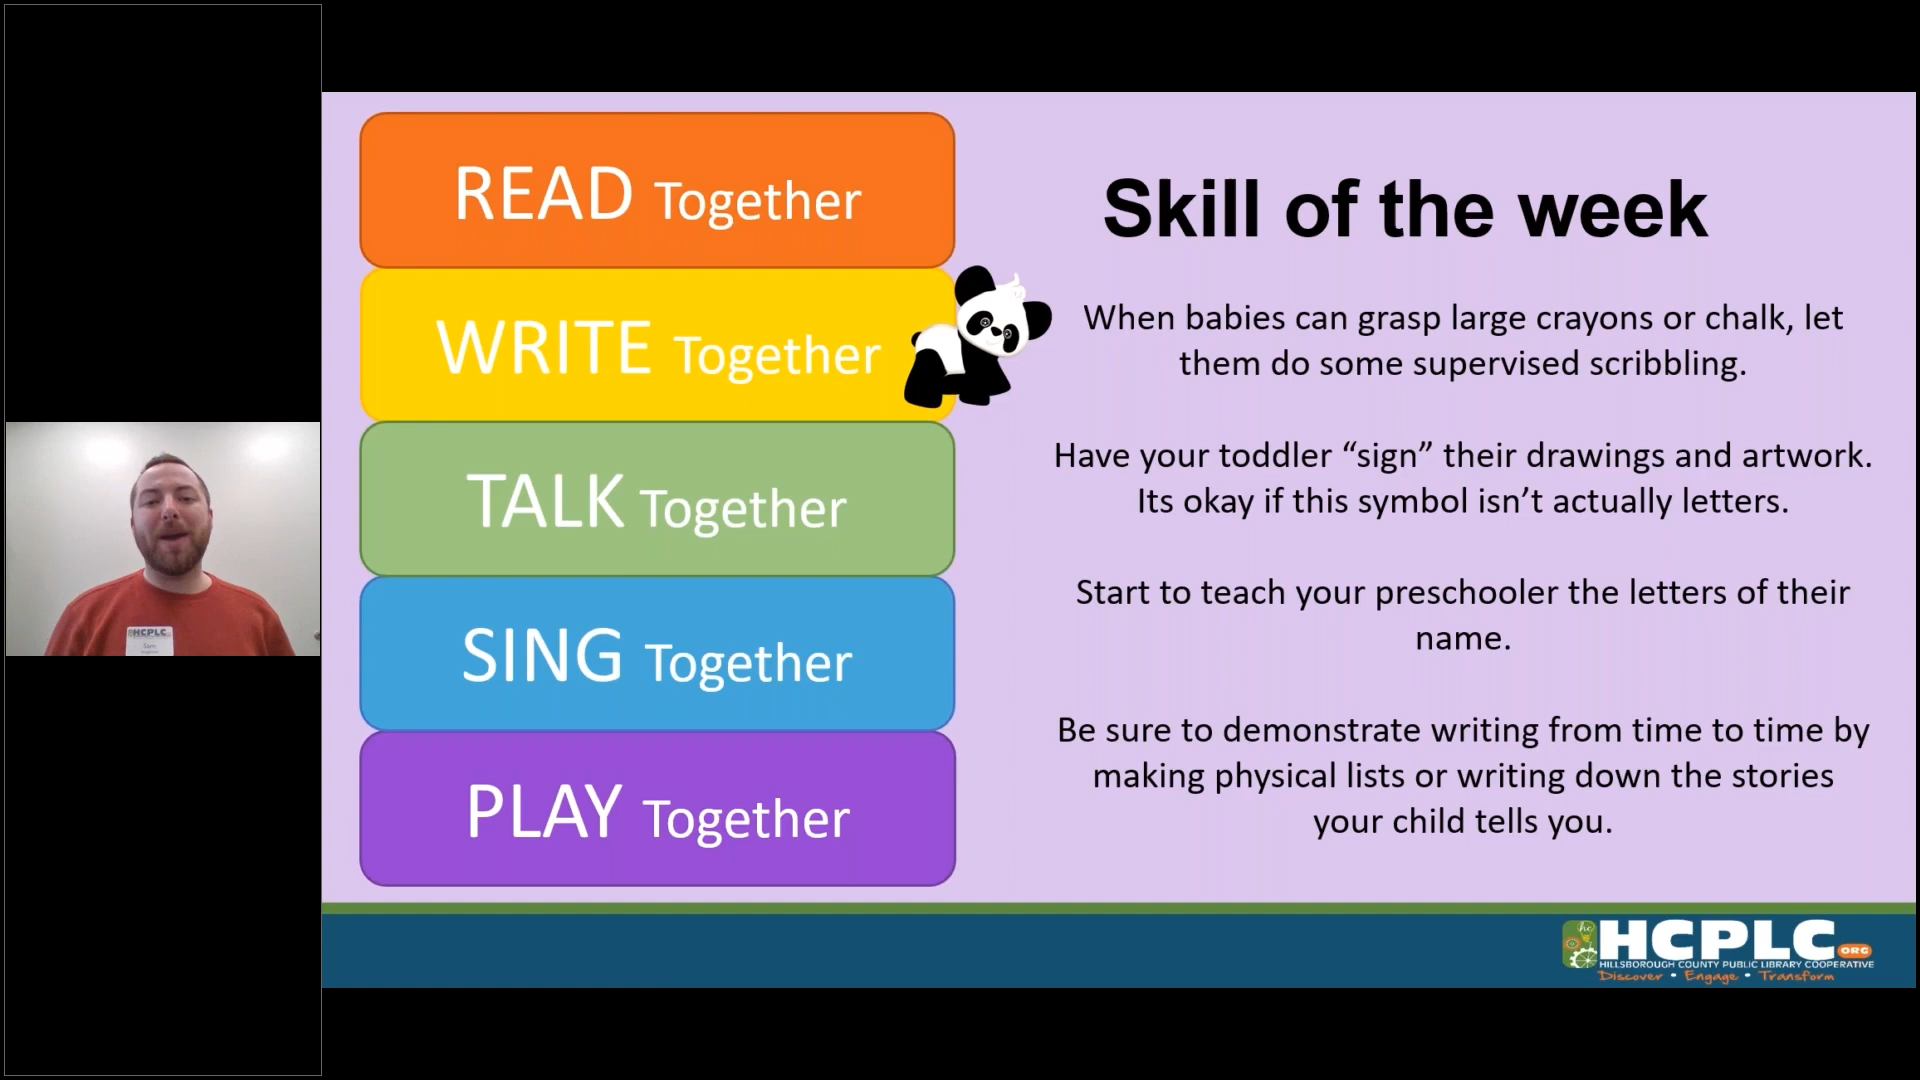 READ Together
WRITE Together
TALK Together
SING Together
PLAY Together
Skill of the week
When babies can grasp large crayons or chalk, let
them do some supervised scribbling.
Have your toddler “sign” their drawings and artwork.
Its okay if this symbol isn’t actually letters.
Start to teach your preschooler the letters of their
name.
Be sure to demonstrate writing from time to time by
making physical lists or writing down the stories
your child tells you.
HCPLC
hc
HCPLC ORG
HILLSBOROUGH COUNTY PUBLIC LIBRARY COOPERATIVE
Discover • Engage • Transform